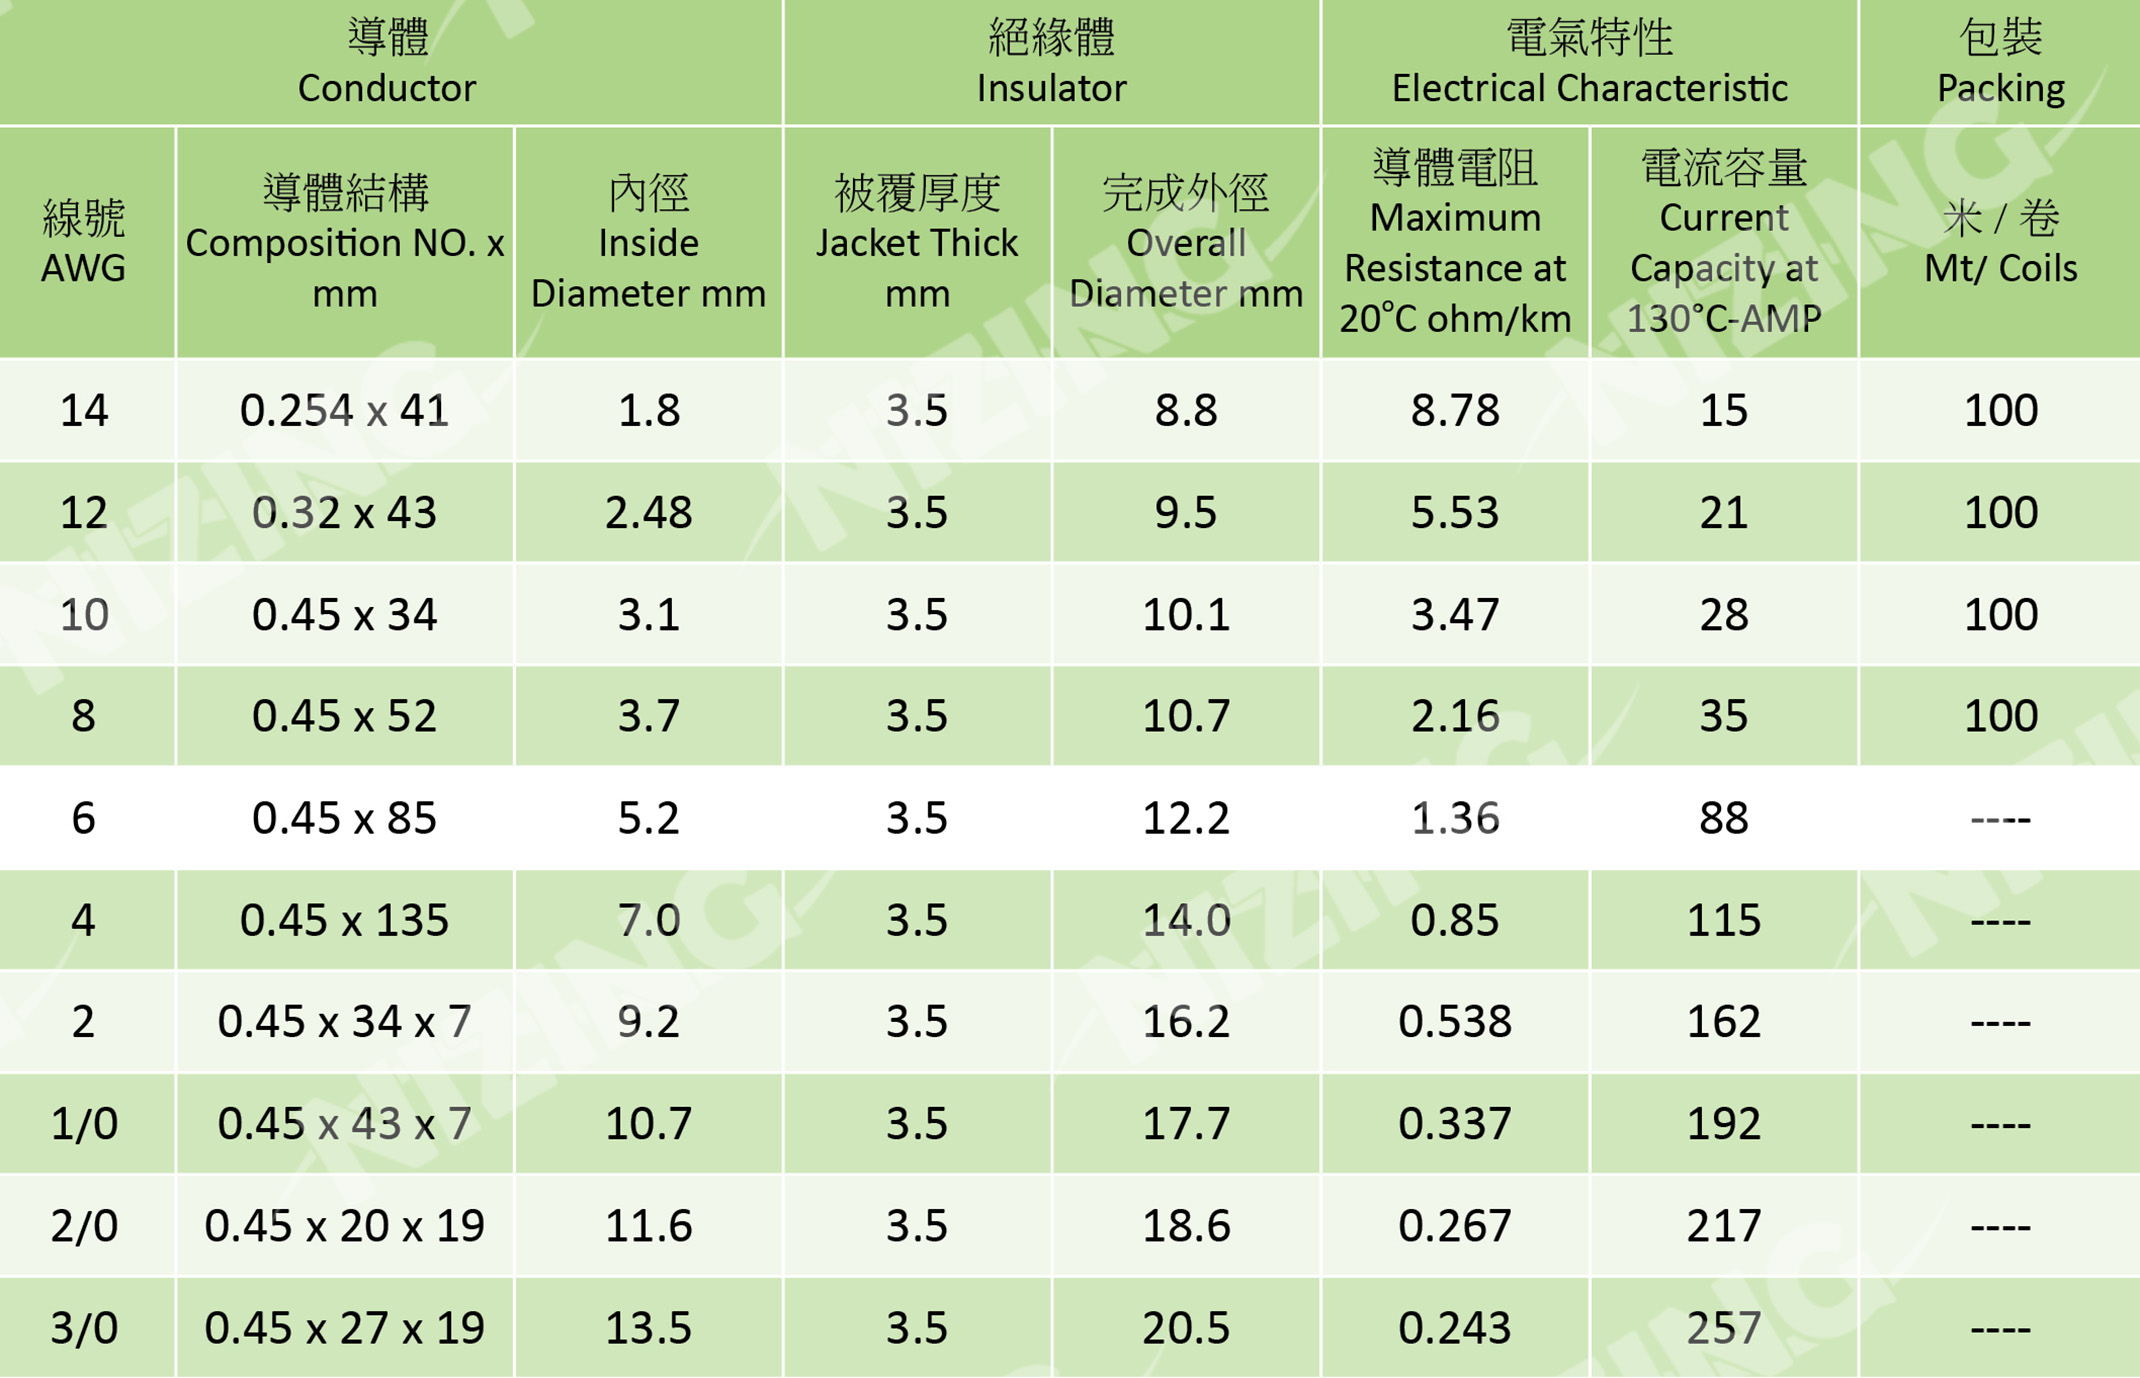 導體
Conductor
絕緣體
Insulator
電氣特性
Electrical Characteristic
包裝
Packing
線號
AWG
導體結構
Composition NO. x
mm
內徑
Inside
Diameter mm
被覆厚度
Jacket Thick
mm
完成外徑
Overall
Diameter mm
導體電阻
Maximum
Resistance at
20°C ohm/km
電流容量
Current
Capacity at
130°C-AMP
米 / 卷
Mt/ Coils
14 0.254 x 41 1.8 3.5 8.8 8.78 15 100
12 0.32 x 43 2.48 3.5 9.5 5.53 21 100
10 0.45 x 34 3.1 3.5 10.1 3.47 28 100
8 0.45 x 52 3.7 3.5 10.7 2.16 35 100
6 0.45 x 85 5.2 3.5 12.2 1.36 88 ----
4 0.45 x 135 7.0 3.5 14.0 0.85 115 ----
2 0.45 x 34 x 7 9.2 3.5 16.2 0.538 162 ----
1/0 0.45 x 43 x 7 10.7 3.5 17.7 0.337 192 ----
2/0 0.45 x 20 x 19 11.6 3.5 18.6 0.267 217 ----
3/0 0.45 x 27 x 19 13.5 3.5 20.5 0.243 257 ----
NIZING
NIZING
NIZING
NIZING
NIZING